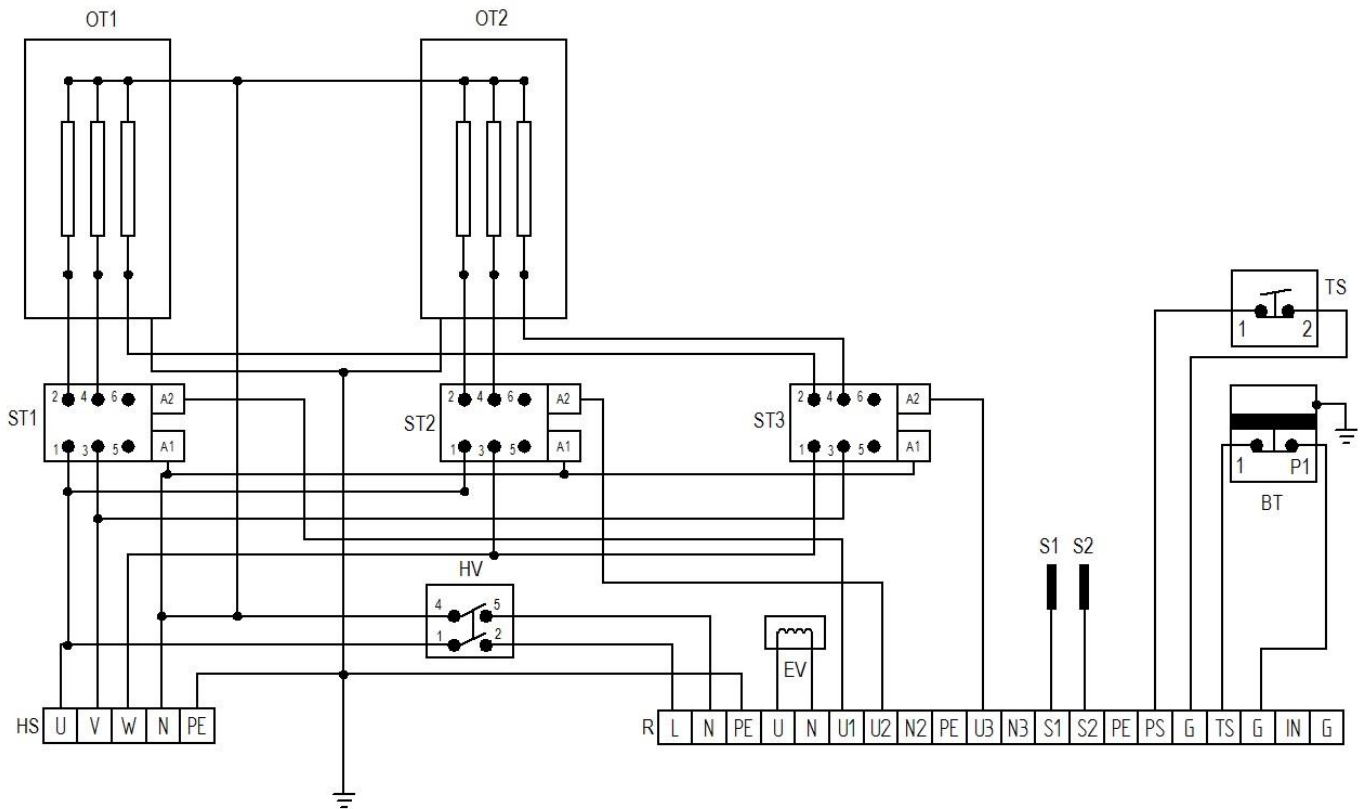 OT1 OT2
TS
1 2
2 4 6 A2 2 4 6 A2 2 4 6 A2
ST1 ST2 ST3
1 3 5 A1 1 3 5 A1 1 3 5 A1
1 P1
BT
S1 S2
HV
4 5
1 2
EV
HS U V W N PE
R L N PE U N U1 U2 N2 PE U3 N3 S1 S2 PE PS G TS G IN G